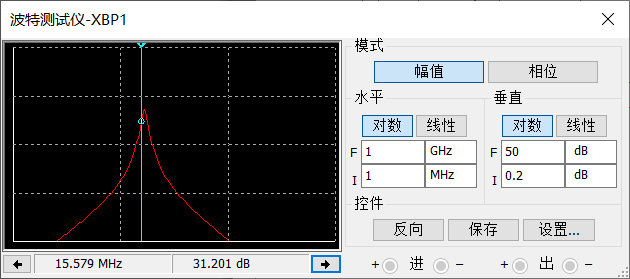 波特测试仪-XBP1
模式
幅值 相位
水平 垂直
对数 线性 对数 线性
F 1 GHz F 50 dB
I 1 MHz I 0.2 dB
控件
反向 保存 设置...
15.579 MHz 31.201 dB + 进 − + 出 −